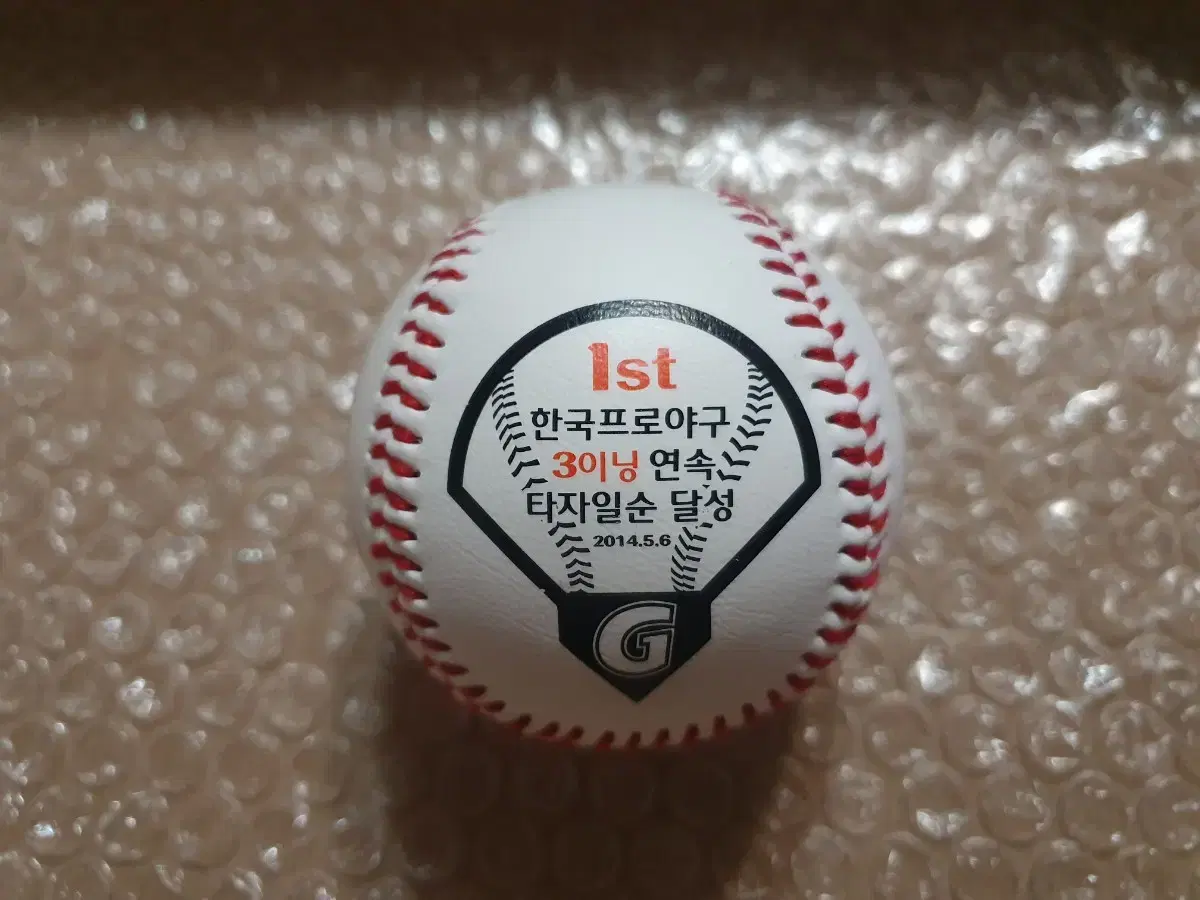 1st
한국프로야구
3이닝 연속
타자일순 달성
2014.5.6
G